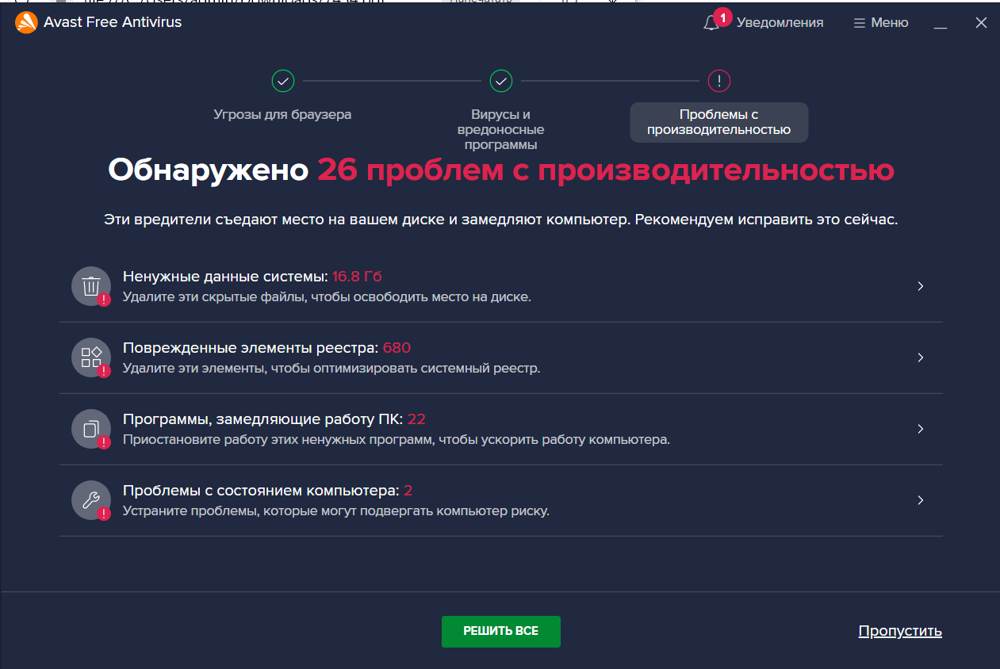 Avast Free Antivirus
1 Уведомления
Меню
Угрозы для браузера
Вирусы и
вредоносные
программы
Проблемы с
производительностью
Обнаружено 26 проблем с производительностью
Эти вредители съедают место на вашем диске и замедляют компьютер. Рекомендуем исправить это сейчас.
Ненужные данные системы: 16.8 Гб
Удалите эти скрытые файлы, чтобы освободить место на диске.
Поврежденные элементы реестра: 680
Удалите эти элементы, чтобы оптимизировать системный реестр.
Программы, замедляющие работу ПК: 22
Приостановите работу этих ненужных программ, чтобы ускорить работу компьютера.
Проблемы с состоянием компьютера: 2
Устраните проблемы, которые могут подвергать компьютер риску.
РЕШИТЬ ВСЕ
Пропустить